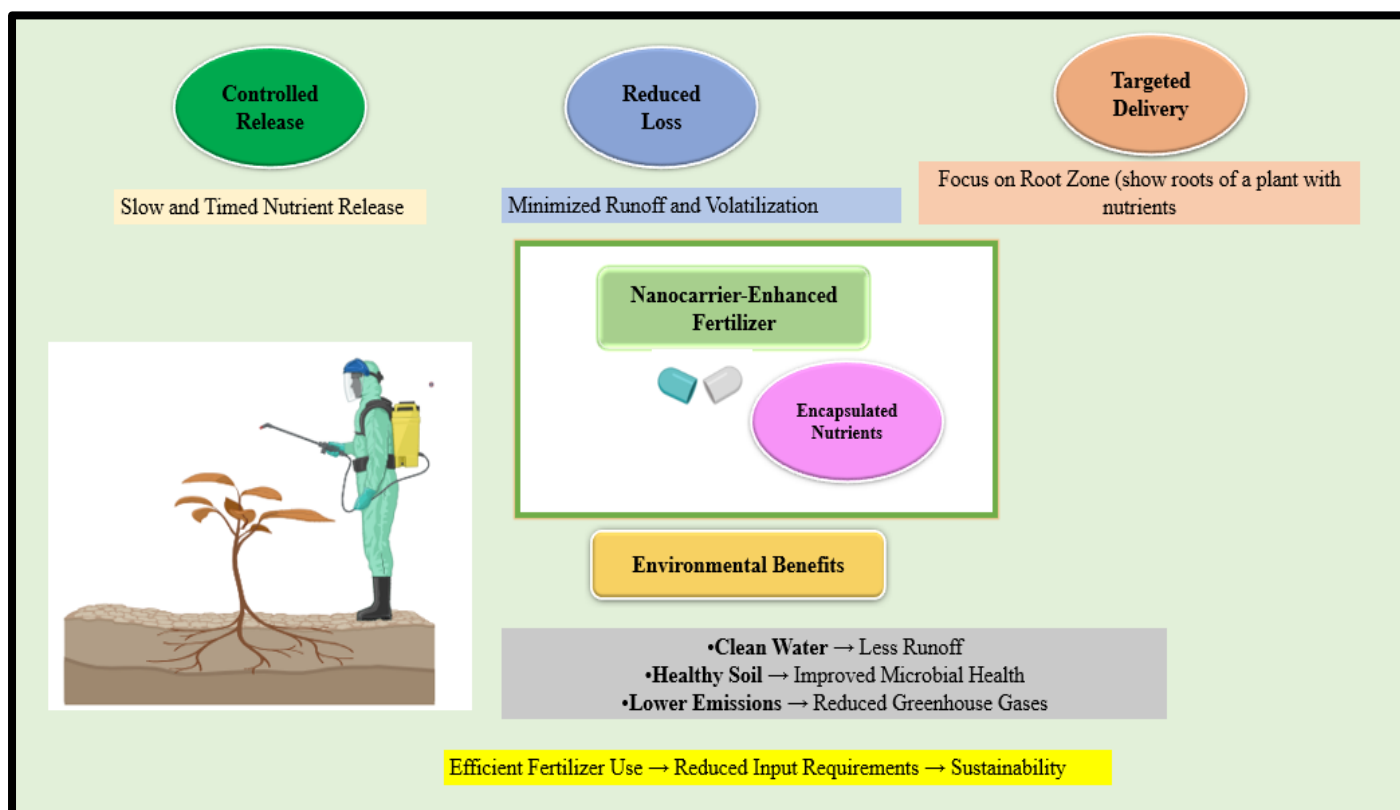 Controlled
Release
Reduced
Loss
Targeted
Delivery
Slow and Timed Nutrient Release
Minimized Runoff and Volatilization
Focus on Root Zone (show roots of a plant with
nutrients
Nanocarrier-Enhanced
Fertilizer
Encapsulated
Nutrients
Environmental Benefits
•Clean Water → Less Runoff
•Healthy Soil → Improved Microbial Health
•Lower Emissions → Reduced Greenhouse Gases
Efficient Fertilizer Use → Reduced Input Requirements → Sustainability